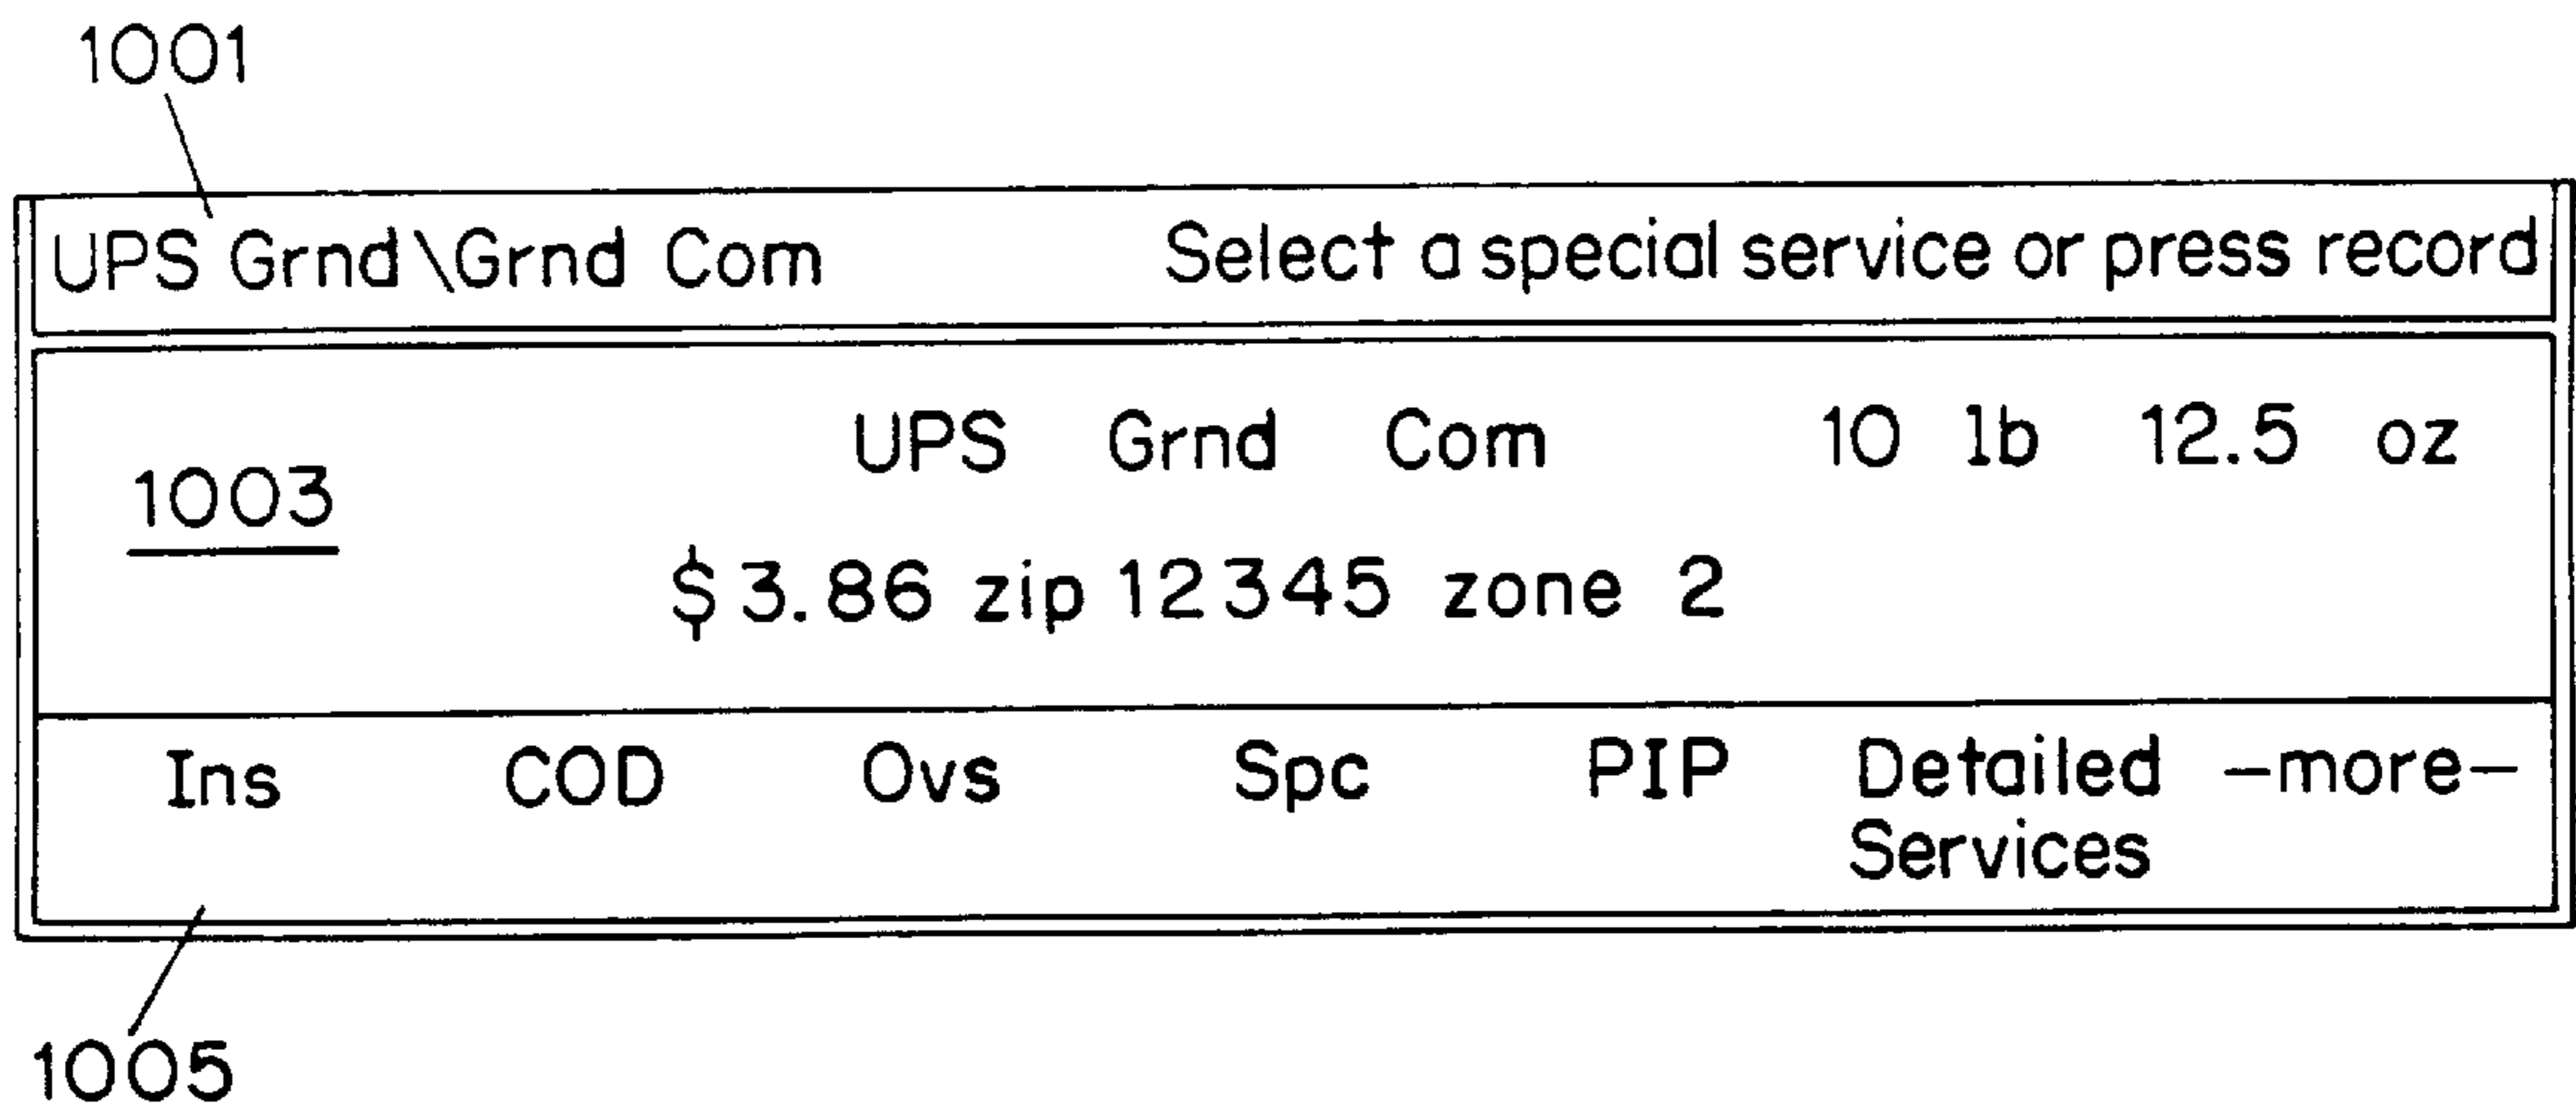 1001
UPS Grnd\Grnd Com Select a special service or press record
UPS Grnd Com 10 lb 12.5 oz
1003
$3.86 zip 12345 zone 2
Ins COD Ovs Spc PIP Detailed -more-
Services
1005